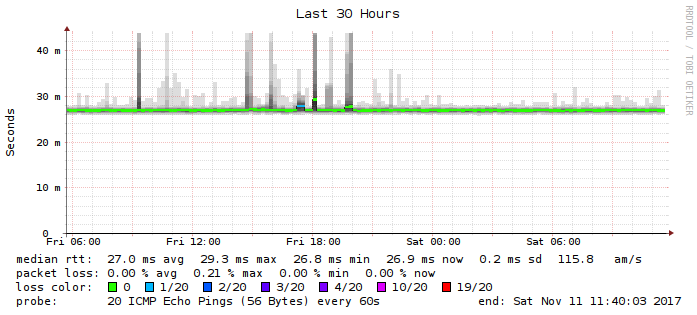 Last 30 Hours
RRDTOOL / TOBI OETIKER
Seconds
40 m
30 m
20 m
10 m
0
Fri 06:00 Fri 12:00 Fri 18:00 Sat 00:00 Sat 06:00
median rtt: 27.0 ms avg 29.3 ms max 26.8 ms min 26.9 ms now 0.2 ms sd 115.8 am/s
packet loss: 0.00 % avg 0.21 % max 0.00 % min 0.00 % now
loss color: 0 1/20 2/20 3/20 4/20 10/20 19/20
probe: 20 ICMP Echo Pings (56 Bytes) every 60s end: Sat Nov 11 11:40:03 2017